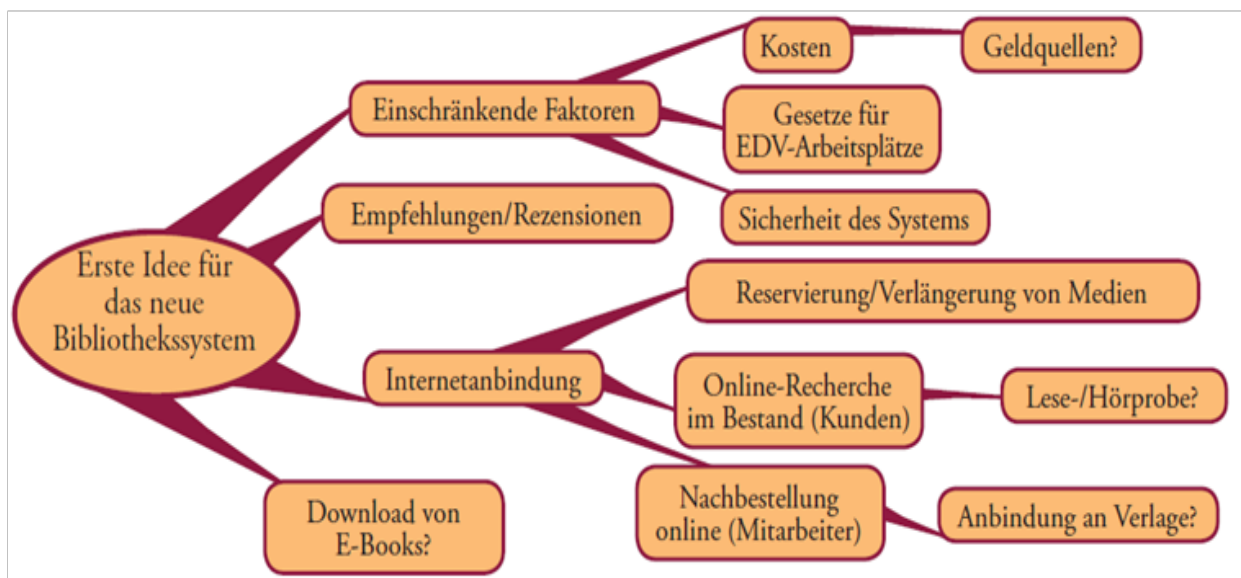 Erste Idee für
das neue
Bibliothekssystem
Einschränkende Faktoren
Kosten
Geldquellen?
Gesetze für
EDV-Arbeitsplätze
Sicherheit des Systems
Empfehlungen/Rezensionen
Internetanbindung
Reservierung/Verlängerung von Medien
Online-Recherche
im Bestand (Kunden)
Lese-/Hörprobe?
Nachbestellung
online (Mitarbeiter)
Anbindung an Verlage?
Download von
E-Books?